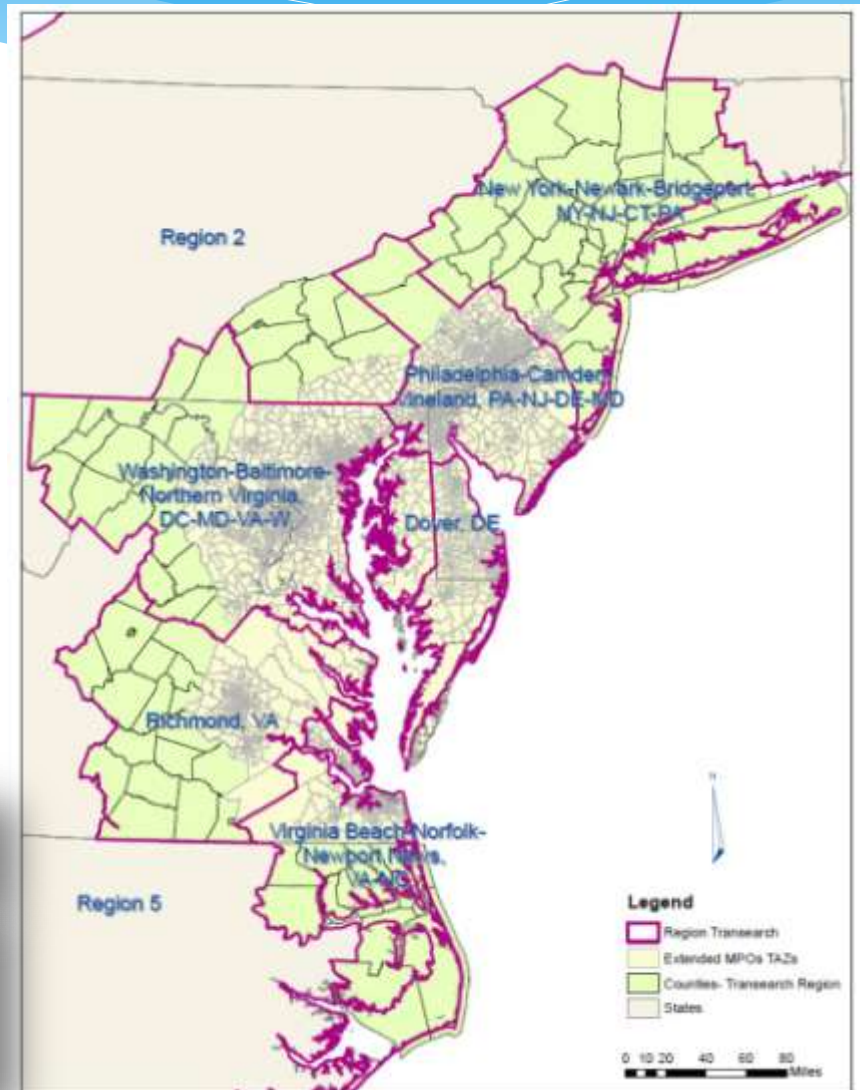 New York-Newark-Bridgeport,
NY-NJ-CT-PA
Region 2
Philadelphia-Camden-
Vineland, PA-NJ-DE-MD
Washington-Baltimore-
Northern Virginia,
DC-MD-VA-W
Dover, DE
Richmond, VA
Virginia Beach-Norfolk-
Newport News,
VA-NC
Region 5
N
Legend
Region Transearch
Extended MPOs TAZs
Counties- Transearch Region
States
0 10 20 40 60 80
Miles